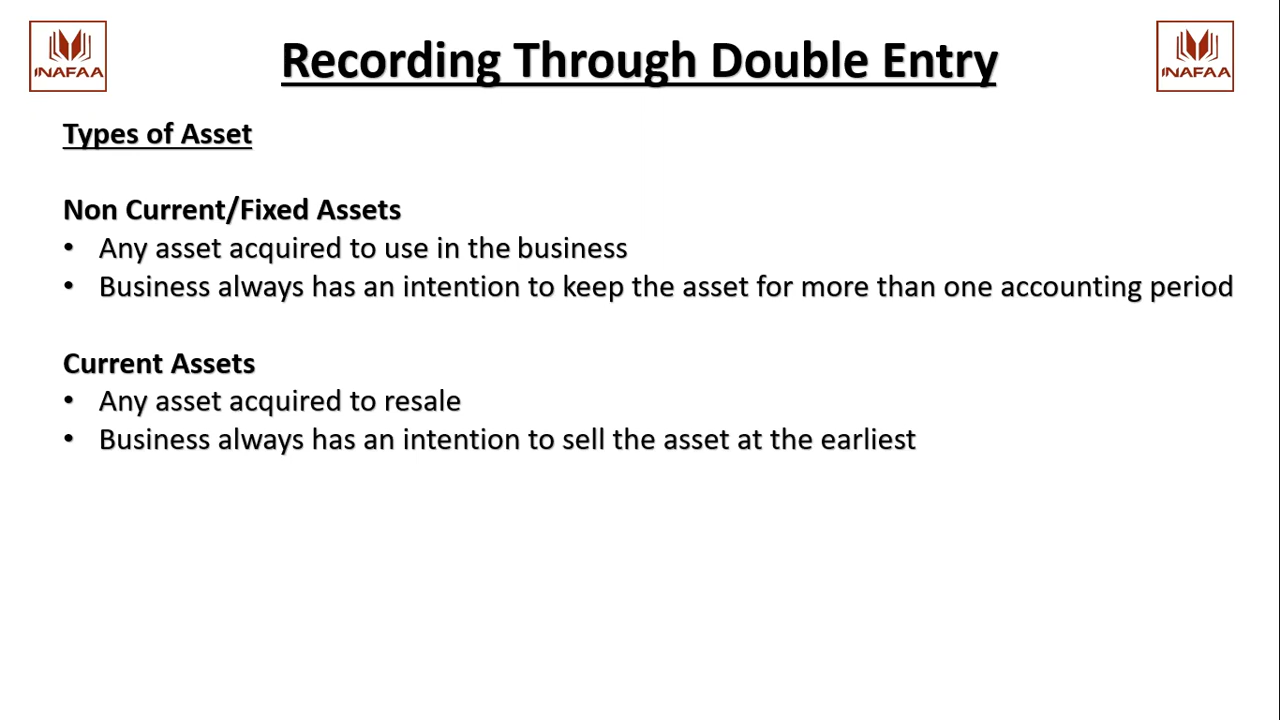 INAFAA
Recording Through Double Entry
INAFAA
Types of Asset
Non Current/Fixed Assets
• Any asset acquired to use in the business
• Business always has an intention to keep the asset for more than one accounting period
Current Assets
• Any asset acquired to resale
• Business always has an intention to sell the asset at the earliest